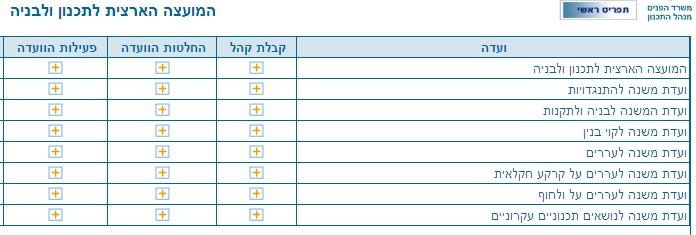 משרד הפנים
מנהל התכנון
תפריט ראשי
המועצה הארצית לתכנון ולבניה
ועדה קבלת קהל החלטות הוועדה פעילות הוועדה
המועצה הארצית לתכנון ולבניה
ועדת משנה להתנגדויות
ועדת המשנה לבניה ולתקנות
ועדת משנה לקוי בנין
ועדת משנה לעררים
ועדת משנה לעררים על קרקע חקלאית
ועדת משנה לעררים על ולחוף
ועדת משנה לנושאים תכנוניים עקרוניים